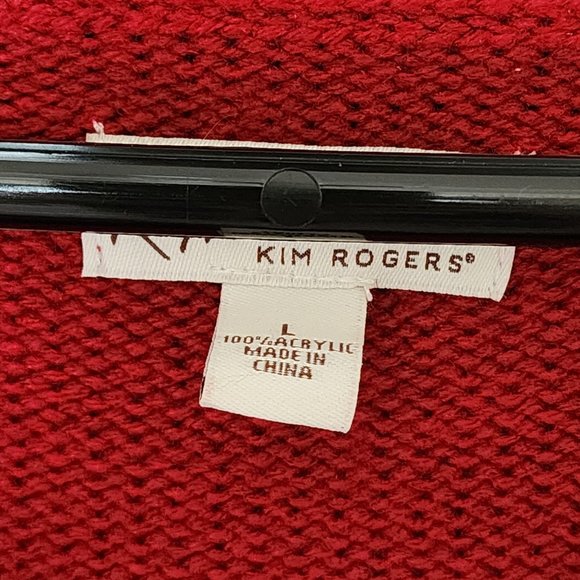 KIM ROGERS®
L
100% ACRYLIC
MADE IN
CHINA